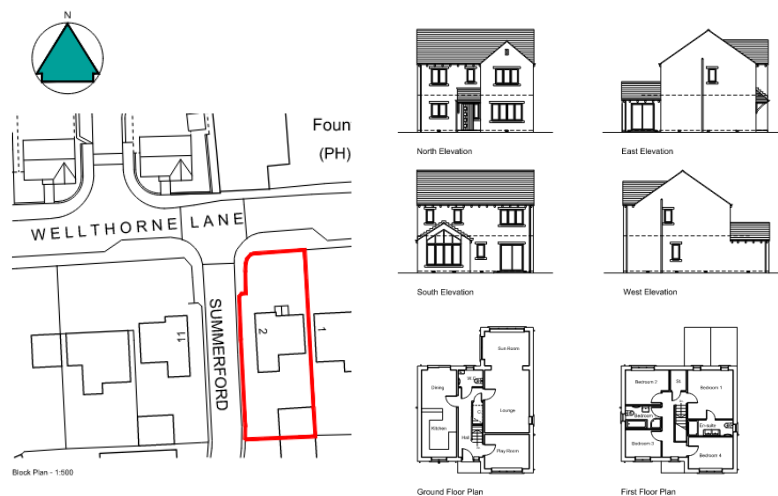 N
Foun
(PH)
WELLTHORNE LANE
SUMMERFORD
11
2
1
Block Plan - 1:500
North Elevation
East Elevation
South Elevation
West Elevation
Sun Room
Dining
W.C
C
Lounge
Kitchen
Hall
Play Room
Ground Floor Plan
Bedroom 2
St.
Bedroom 1
Bedroom
En-suite
Bedroom 3
Bedroom 4
First Floor Plan